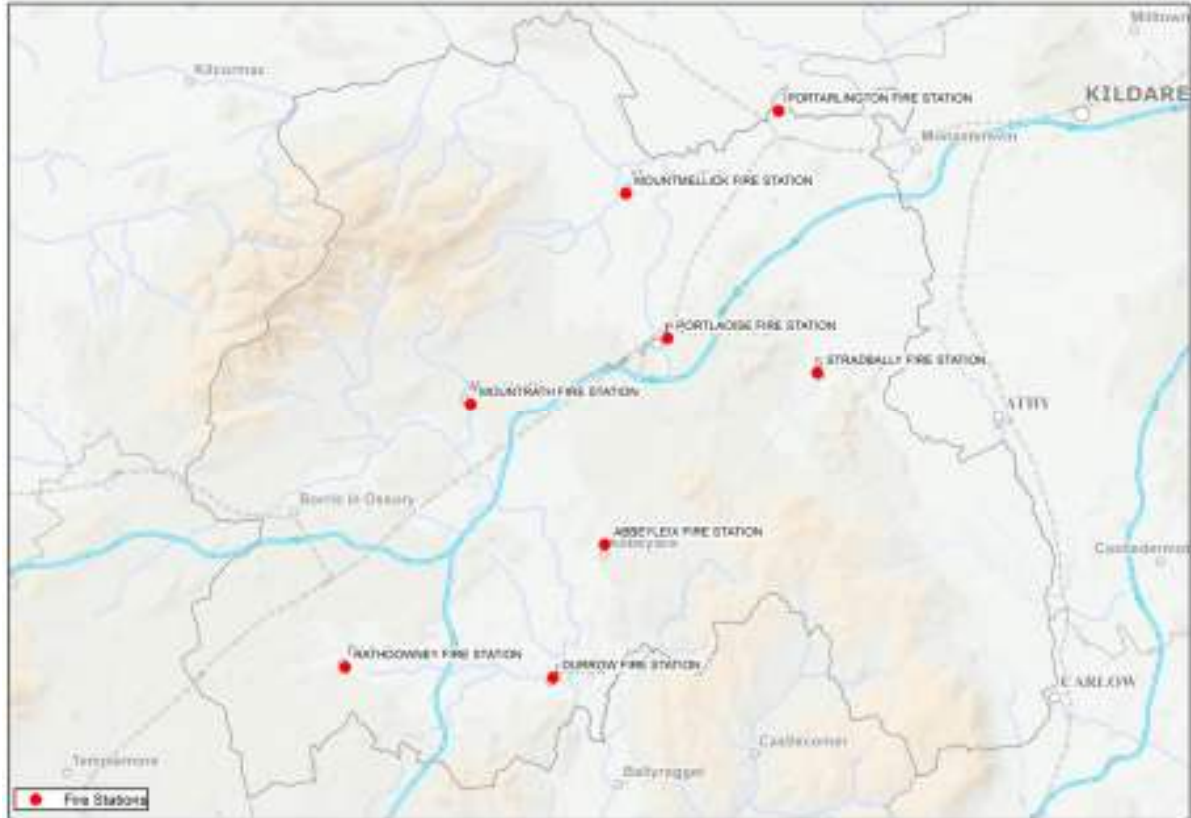 Milltown
Kilcormac
KILDARE
PORTARLINGTON FIRE STATION
Monasterevin
MOUNTMELLICK FIRE STATION
PORTLAOISE FIRE STATION
STRADBALLY FIRE STATION
MOUNTRATH FIRE STATION
ATHY
Borris in Ossory
ABBEYLEIX FIRE STATION
Abbeyleix
Castledermot
RATHDOWNEY FIRE STATION
DURROW FIRE STATION
CARLOW
Castlecomer
Templemore
Ballyragget
Fire Stations